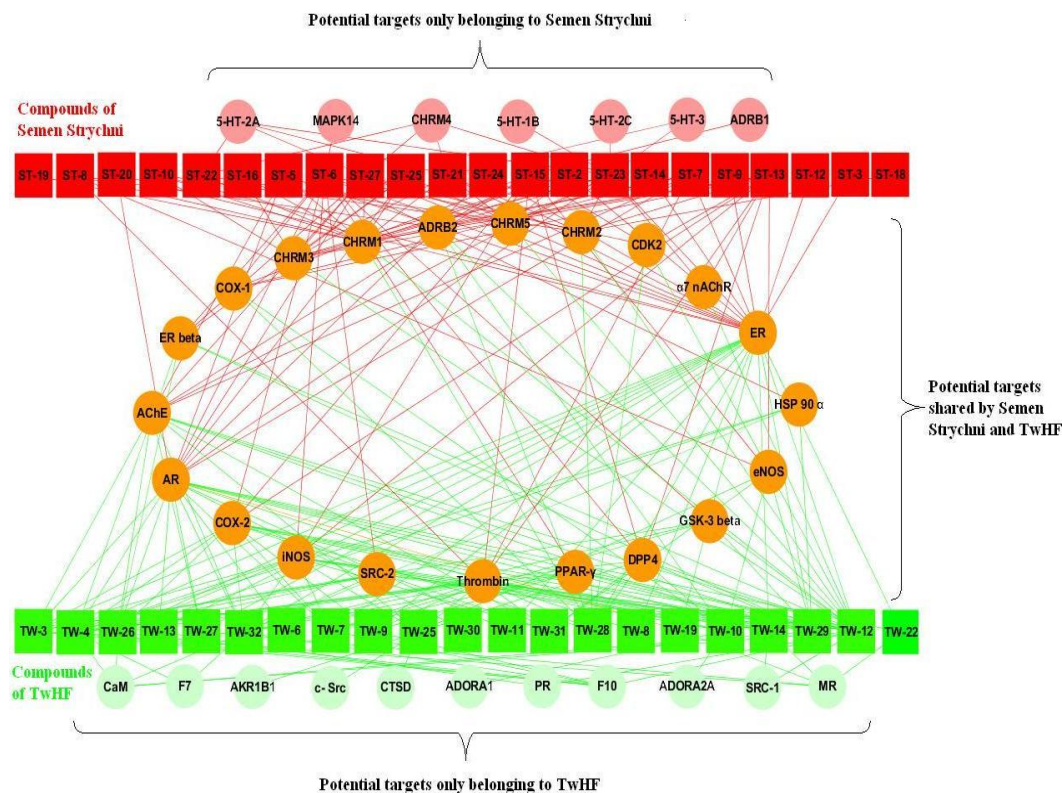 Potential targets only belonging to Semen Strychni
Compounds of
Semen Strychni
5-HT-2A MAPK14 CHRM4 5-HT-1B 5-HT-2C 5-HT-3 ADRB1
ST-19 ST-8 ST-20 ST-10 ST-22 ST-16 ST-5 ST-6 ST-27 ST-25 ST-21 ST-24 ST-15 ST-2 ST-23 ST-14 ST-7 ST-9 ST-13 ST-12 ST-3 ST-18
CHRM3 CHRM1 ADRB2 CHRM5 CHRM2 CDK2
COX-1 α7 nAChR
ER beta ER
AChE HSP 90 α
Potential targets
shared by Semen
Strychni and TwHF
AR eNOS
COX-2 GSK-3 beta
iNOS SRC-2 Thrombin PPAR-γ DPP4
TW-3 TW-4 TW-26 TW-13 TW-27 TW-32 TW-6 TW-7 TW-9 TW-25 TW-30 TW-11 TW-31 TW-28 TW-8 TW-19 TW-10 TW-14 TW-29 TW-12 TW-22
Compounds
of TwHF
CaM F7 AKR1B1 c- Src CTSD ADORA1 PR F10 ADORA2A SRC-1 MR
Potential targets only belonging to TwHF